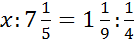 x: 7 1/5 = 1 1/9 : 1/4